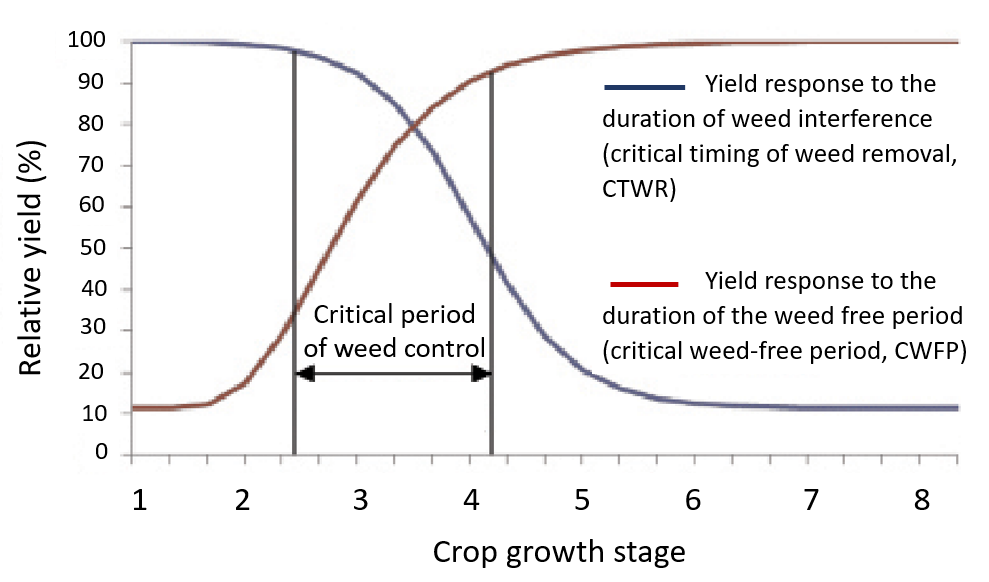 100
90
80
70
60
50
40
30
20
10
0
Relative yield (%)
Yield response to the
duration of weed interference
(critical timing of weed removal,
CTWR)
Yield response to the
duration of the weed free period
(critical weed-free period, CWFP)
Critical period
of weed control
1 2 3 4 5 6 7 8
Crop growth stage